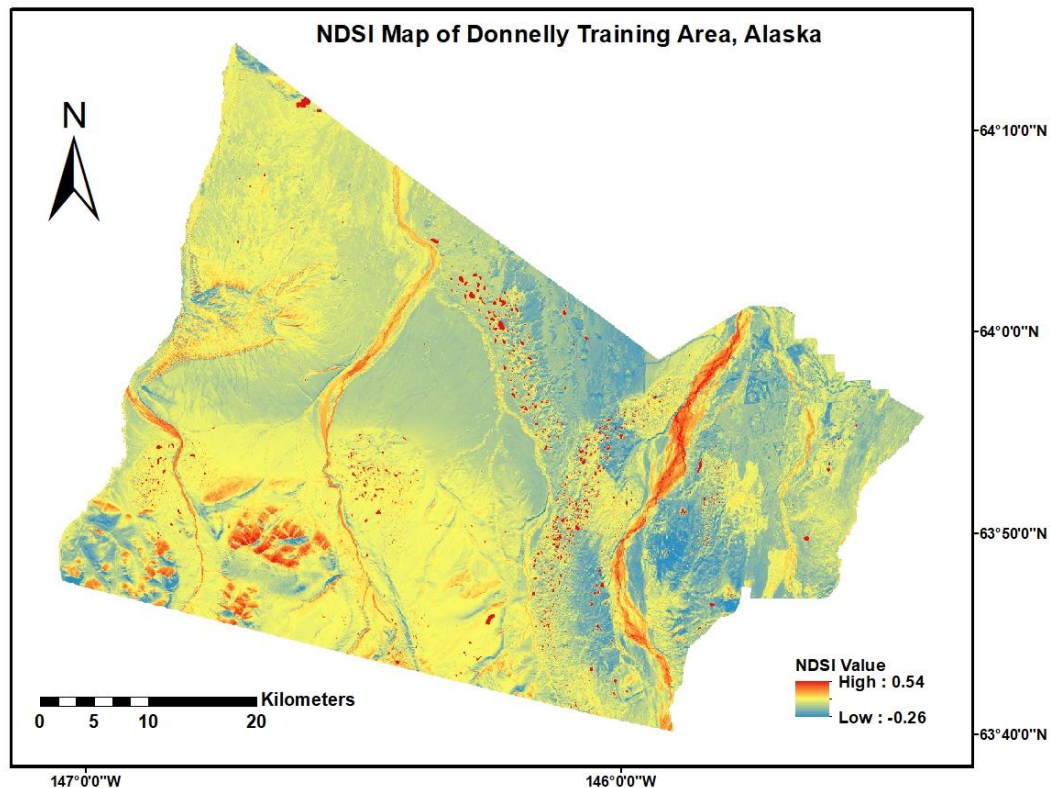 NDSI Map of Donnelly Training Area, Alaska
N
64°10'0"N
64°0'0"N
63°50'0"N
63°40'0"N
NDSI Value
High : 0.54
Low : -0.26
Kilometers
0 5 10 20
147°0'0"W 146°0'0"W